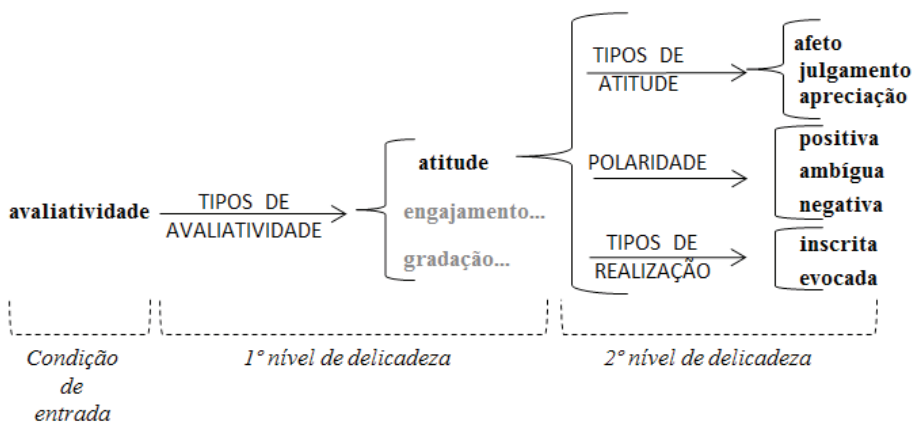 avaliatividade
TIPOS DE
AVALIATIVIDADE
atitude
engajamento...
gradação...
TIPOS DE
ATITUDE
afeto
julgamento
apreciação
POLARIDADE
positiva
ambígua
negativa
TIPOS DE
REALIZAÇÃO
inscrita
evocada
Condição
de
entrada
1º nível de delicadeza
2º nível de delicadeza